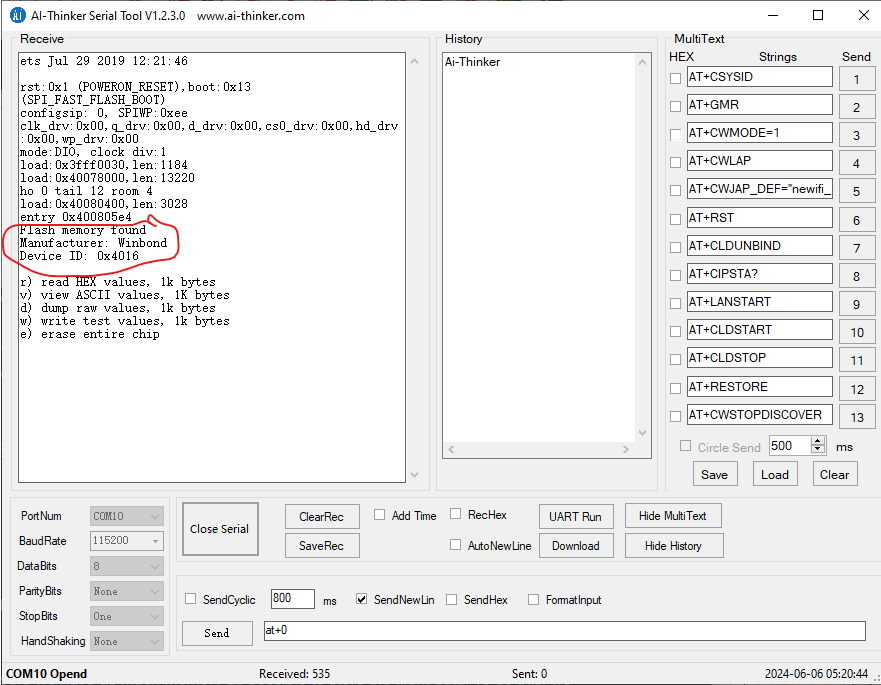 AI-Thinker Serial Tool V1.2.3.0 www.ai-thinker.com
Receive
ets Jul 29 2019 12:21:46
rst:0x1 (POWERON_RESET),boot:0x13
(SPI_FAST_FLASH_BOOT)
configsip: 0, SPIWP:0xee
clk_drv:0x00,q_drv:0x00,d_drv:0x00,cs0_drv:0x00,hd_drv
:0x00,wp_drv:0x00
mode:DIO, clock div:1
load:0x3fff0030,len:1184
load:0x40078000,len:13220
ho 0 tail 12 room 4
load:0x40080400,len:3028
entry 0x400805e4
Flash memory found
Manufacturer: Winbond
Device ID: 0x4016
r) read HEX values, 1k bytes
v) view ASCII values, 1K bytes
d) dump raw values, 1k bytes
w) write test values, 1k bytes
e) erase entire chip
History
Ai-Thinker
MultiText
HEX Strings Send
AT+CSYSID 1
AT+GMR 2
AT+CWMODE=1 3
AT+CWLAP 4
AT+CWJAP_DEF="newifi_ 5
AT+RST 6
AT+CLDUNBIND 7
AT+CIPSTA? 8
AT+LANSTART 9
AT+CLDSTART 10
AT+CLDSTOP 11
AT+RESTORE 12
AT+CWSTOPDISCOVER 13
Circle Send 500 ms
Save Load Clear
PortNum COM10
BaudRate 115200
DataBits 8
ParityBits None
StopBits One
HandShaking None
Close Serial
ClearRec Add Time RecHex UART Run Hide MultiText
SaveRec AutoNewLine Download Hide History
SendCyclic 800 ms SendNewLin SendHex FormatInput
Send at+0
COM10 Opend Received: 535 Sent: 0 2024-06-06 05:20:44